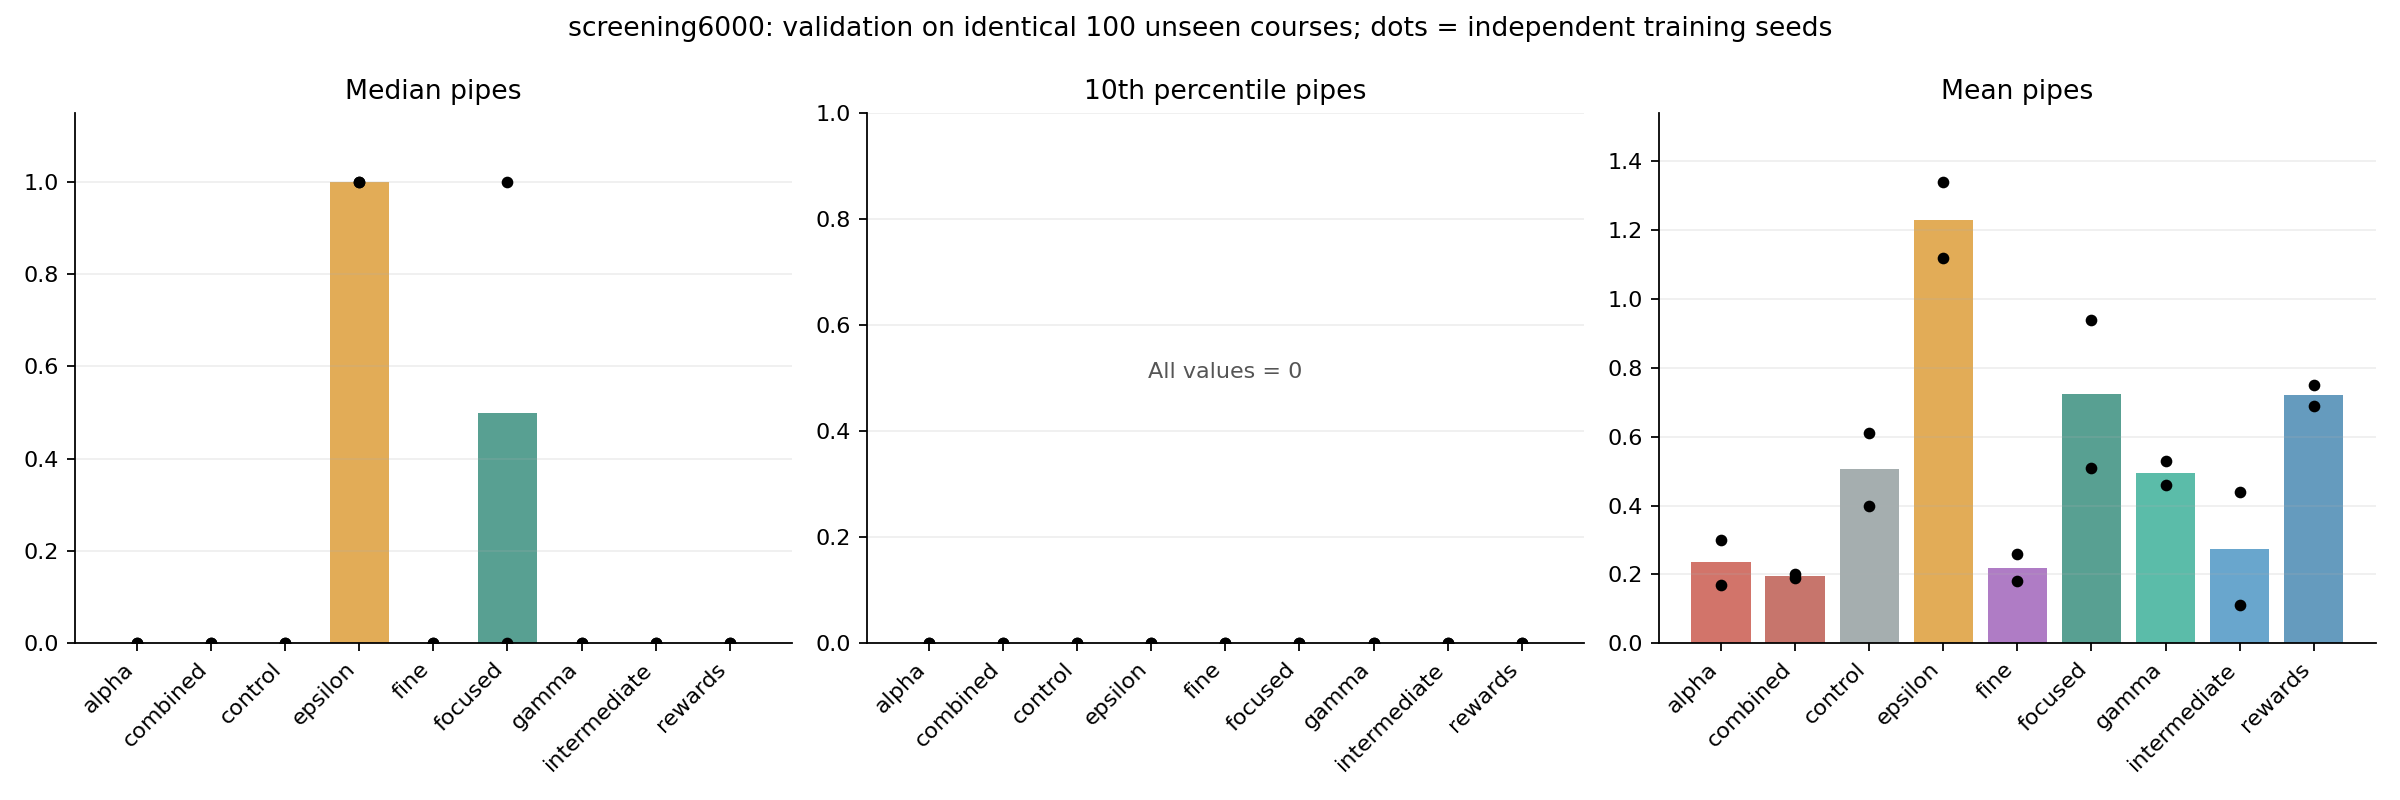 screening6000: validation on identical 100 unseen courses; dots = independent training seeds
Median pipes
1.0
0.8
0.6
0.4
0.2
0.0
alpha
combined
control
epsilon
fine
focused
gamma
intermediate
rewards
10th percentile pipes
1.0
0.8
0.6
0.4
0.2
0.0
All values = 0
alpha
combined
control
epsilon
fine
focused
gamma
intermediate
rewards
Mean pipes
1.4
1.2
1.0
0.8
0.6
0.4
0.2
0.0
alpha
combined
control
epsilon
fine
focused
gamma
intermediate
rewards